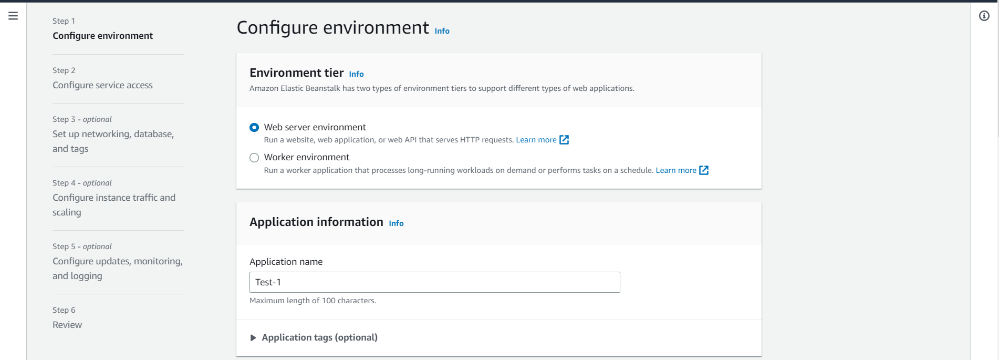 Step 1
Configure environment
Step 2
Configure service access
Step 3 - optional
Set up networking, database,
and tags
Step 4 - optional
Configure instance traffic and
scaling
Step 5 - optional
Configure updates, monitoring,
and logging
Step 6
Review
Configure environment Info
Environment tier Info
Amazon Elastic Beanstalk has two types of environment tiers to support different types of web applications.
Web server environment
Run a website, web application, or web API that serves HTTP requests. Learn more
Worker environment
Run a worker application that processes long-running workloads on demand or performs tasks on a schedule. Learn more
Application information Info
Application name
Test-1
Maximum length of 100 characters.
Application tags (optional)